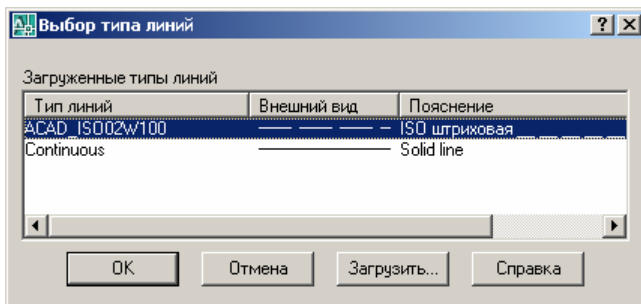 Выбор типа линий
Загруженные типы линий
Тип линий Внешний вид Пояснение
ACAD_ISO02W100 ISO штриховая
Continuous Solid line
OK Отмена Загрузить... Справка